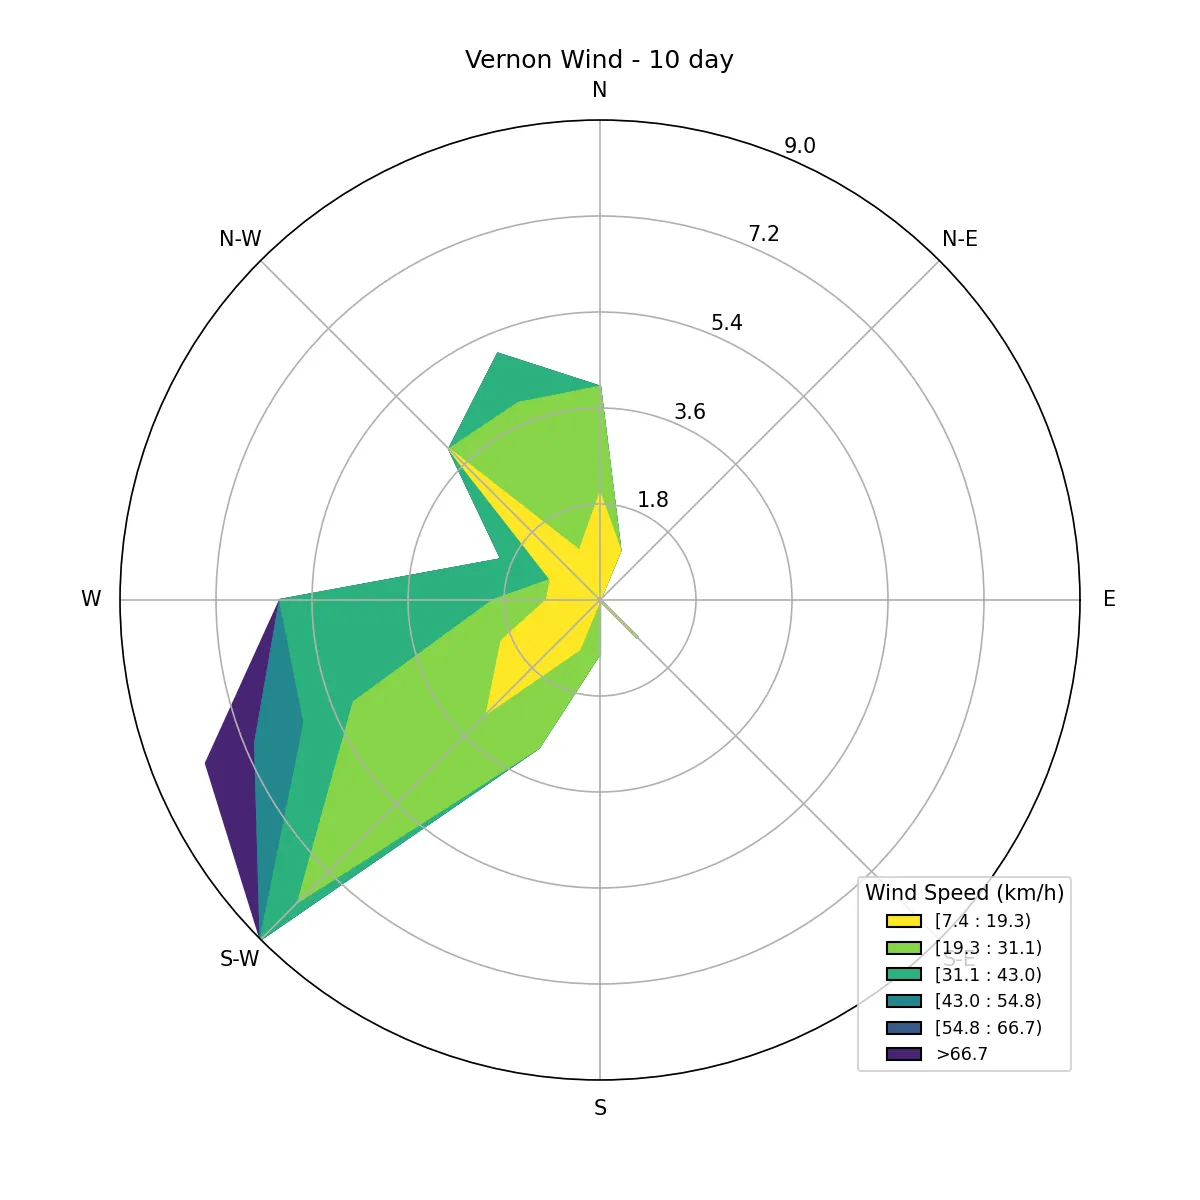 Vernon Wind - 10 day
N
9.0
N-W
N-E
7.2
5.4
3.6
1.8
W
E
S-W
S-E
Wind Speed (km/h)
[7.4 : 19.3)
[19.3 : 31.1)
[31.1 : 43.0)
[43.0 : 54.8)
[54.8 : 66.7)
>66.7
S